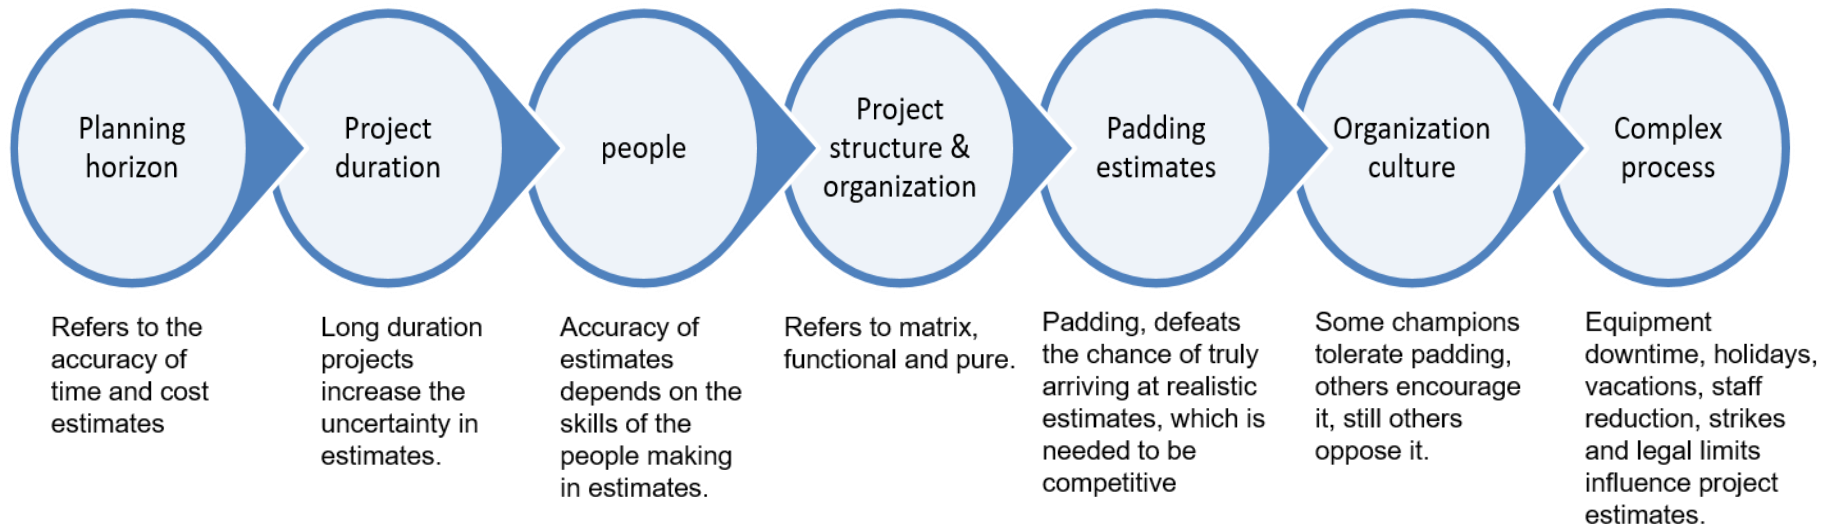 Planning
horizon
Project
duration
people
Project
structure &
organization
Padding
estimates
Organization
culture
Complex
process
Refers to the
accuracy of
time and cost
estimates
Long duration
projects
increase the
uncertainty in
estimates.
Accuracy of
estimates
depends on the
skills of the
people making
in estimates.
Refers to matrix,
functional and pure.
Padding, defeats
the chance of truly
arriving at realistic
estimates, which is
needed to be
competitive
Some champions
tolerate padding,
others encourage
it, still others
oppose it.
Equipment
downtime, holidays,
vacations, staff
reduction, strikes
and legal limits
influence project
estimates.